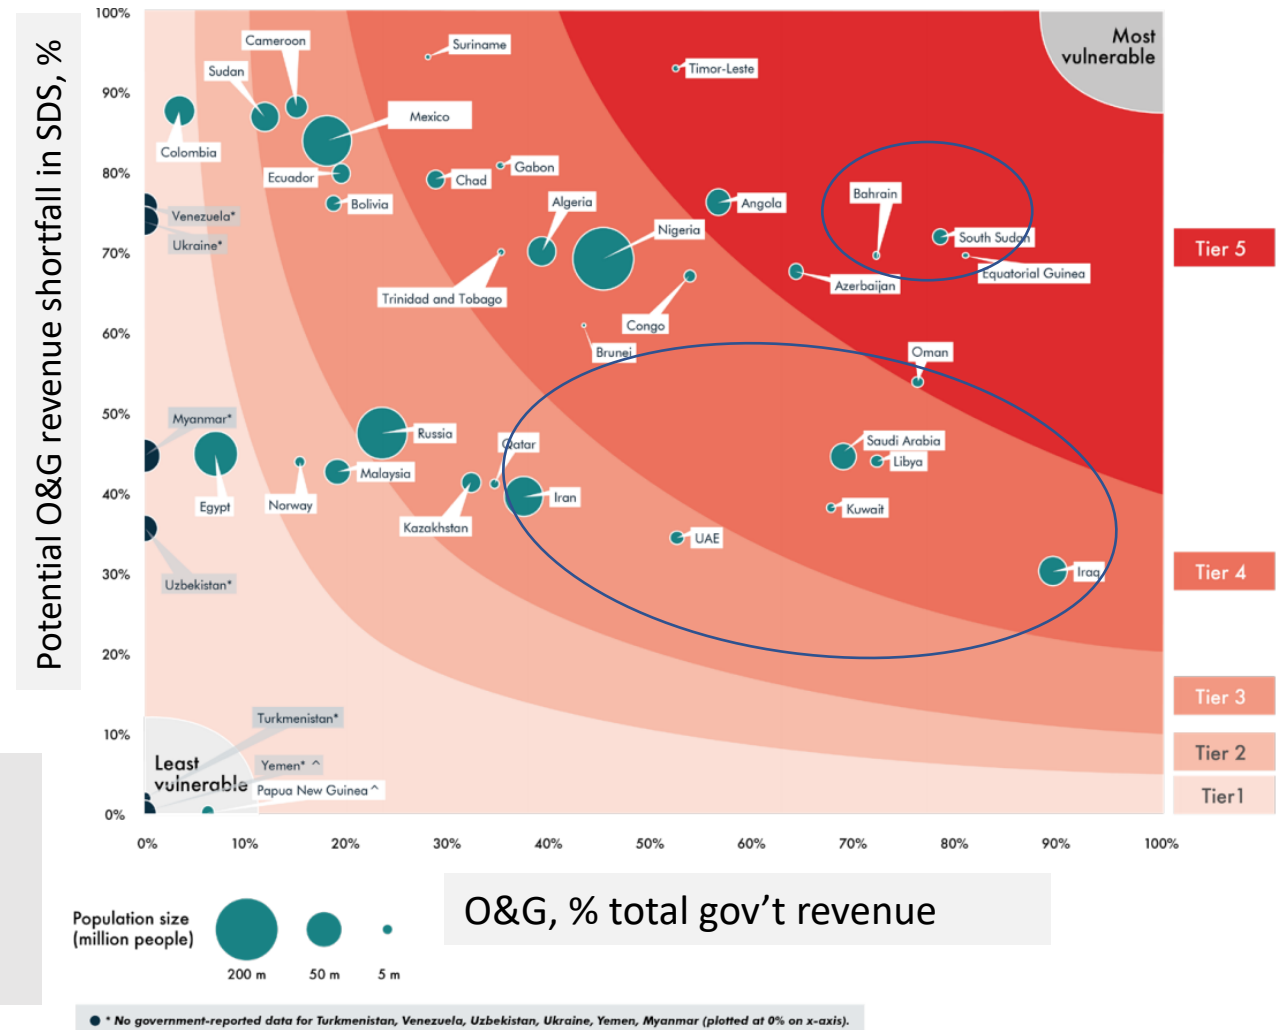 Potential O&G revenue shortfall in SDS, %
100%
90%
80%
70%
60%
50%
40%
30%
20%
10%
0%
Most
vulnerable
Suriname
Cameroon
Timor-Leste
Sudan
Mexico
Colombia
Gabon
Ecuador
Chad
Bahrain
Algeria
Bolivia
Angola
Venezuela*
Nigeria
South Sudan
Ukraine*
Equatorial Guinea
Azerbaijan
Trinidad and Tobago
Congo
Brunei
Oman
Myanmar*
Russia
Saudi Arabia
Qatar
Libya
Malaysia
Iran
Egypt
Norway
Kuwait
Kazakhstan
UAE
Iraq
Uzbekistan*
Turkmenistan*
Least
vulnerable
Yemen* ^
Papua New Guinea^
Tier 5
Tier 4
Tier 3
Tier 2
Tier1
0%
10%
20%
30%
40%
50%
60%
70%
80%
90%
100%
O&G, % total gov’t revenue
Population size
(million people)
200 m
50 m
5 m
* No government-reported data for Turkmenistan, Venezuela, Uzbekistan, Ukraine, Yemen, Myanmar (plotted at 0% on x-axis).